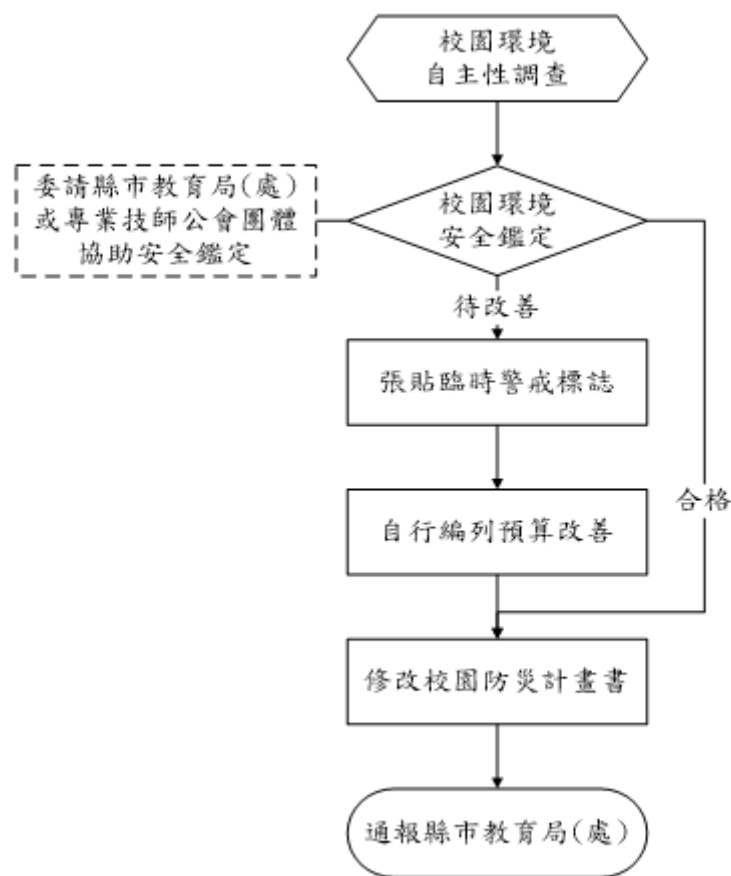 校園環境
自主性調查
委請縣市教育局(處)
或專業技師公會團體
協助安全鑑定
校園環境
安全鑑定
待改善
張貼臨時警戒標誌
合格
自行編列預算改善
修改校園防災計畫書
通報縣市教育局(處)